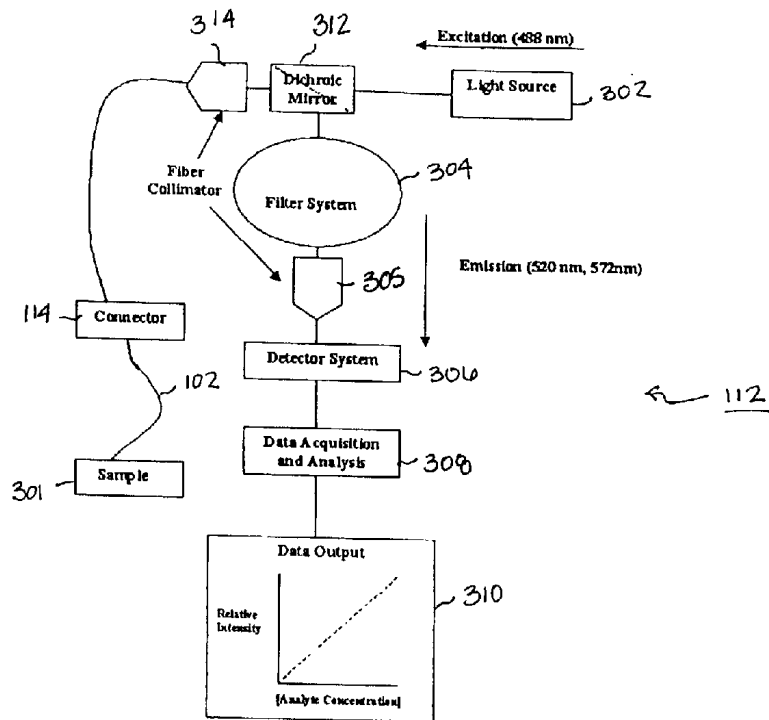 314
312
Excitation (488 nm)
Dichroic
Mirror
Light Source
302
Fiber
Collimator
Filter System
304
305
Emission (520 nm, 572nm)
114
Connector
Detector System
306
102
112
Data Acquisition
and Analysis
308
301
Sample
Data Output
310
Relative
Intensity
[Analyte Concentration]